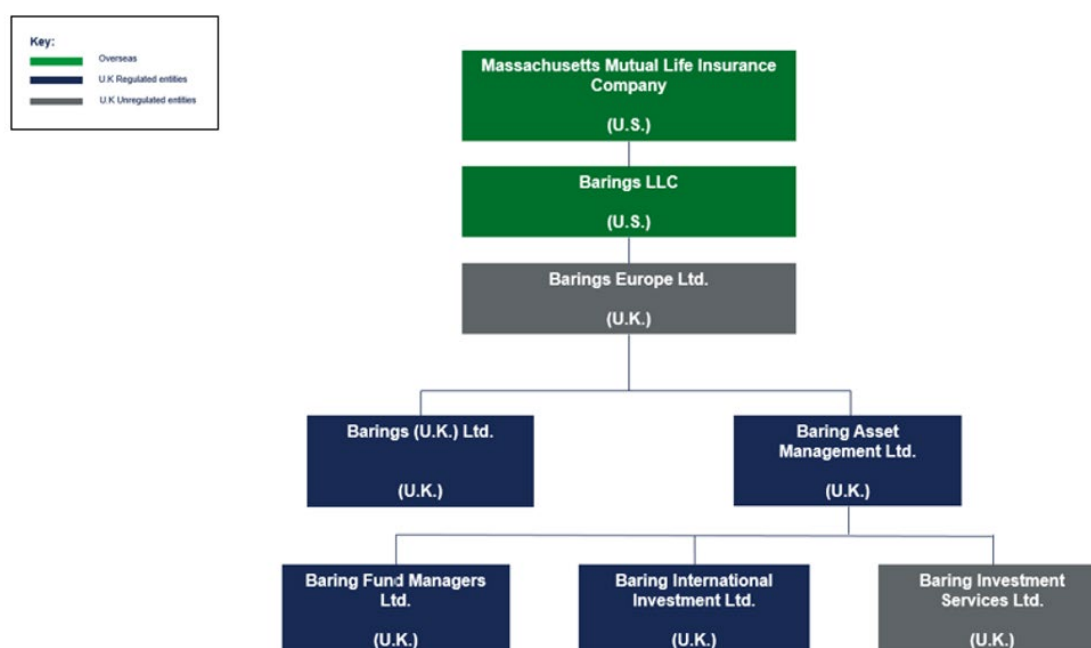 Key:
Overseas
U.K Regulated entities
U.K Unregulated entities
Massachusetts Mutual Life Insurance
Company
(U.S.)
Barings LLC
(U.S.)
Barings Europe Ltd.
(U.K.)
Barings (U.K.) Ltd.
(U.K.)
Baring Asset
Management Ltd.
(U.K.)
Baring Fund Managers
Ltd.
(U.K.)
Baring International
Investment Ltd.
(U.K.)
Baring Investment
Services Ltd.
(U.K.)